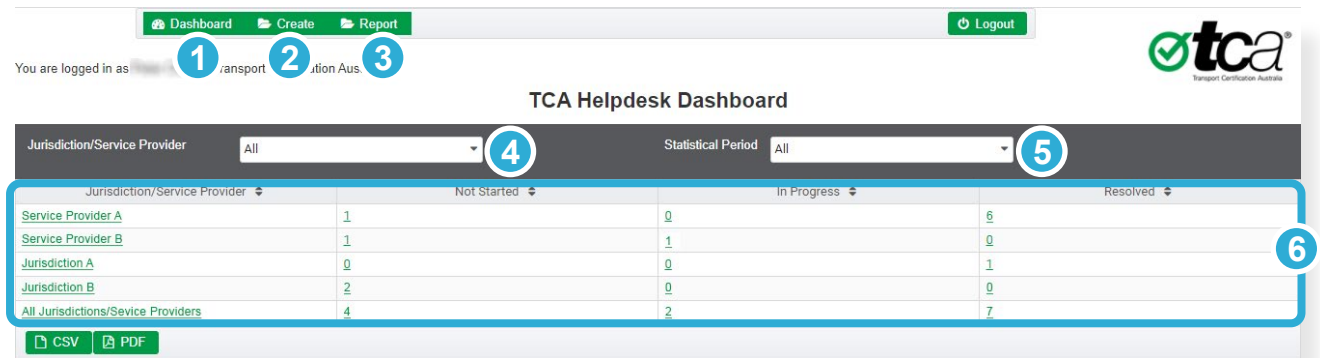 Dashboard Create Report Logout
1 2 3
You are logged in as
tca
Transport Certification Australia
TCA Helpdesk Dashboard
Jurisdiction/Service Provider All 4 Statistical Period All 5
Jurisdiction/Service Provider Not Started In Progress Resolved
Service Provider A 1 0 6
Service Provider B 1 1 0
6
Jurisdiction A 0 0 1
Jurisdiction B 2 0 0
All Jurisdictions/Sevice Providers 4 2 7
CSV PDF